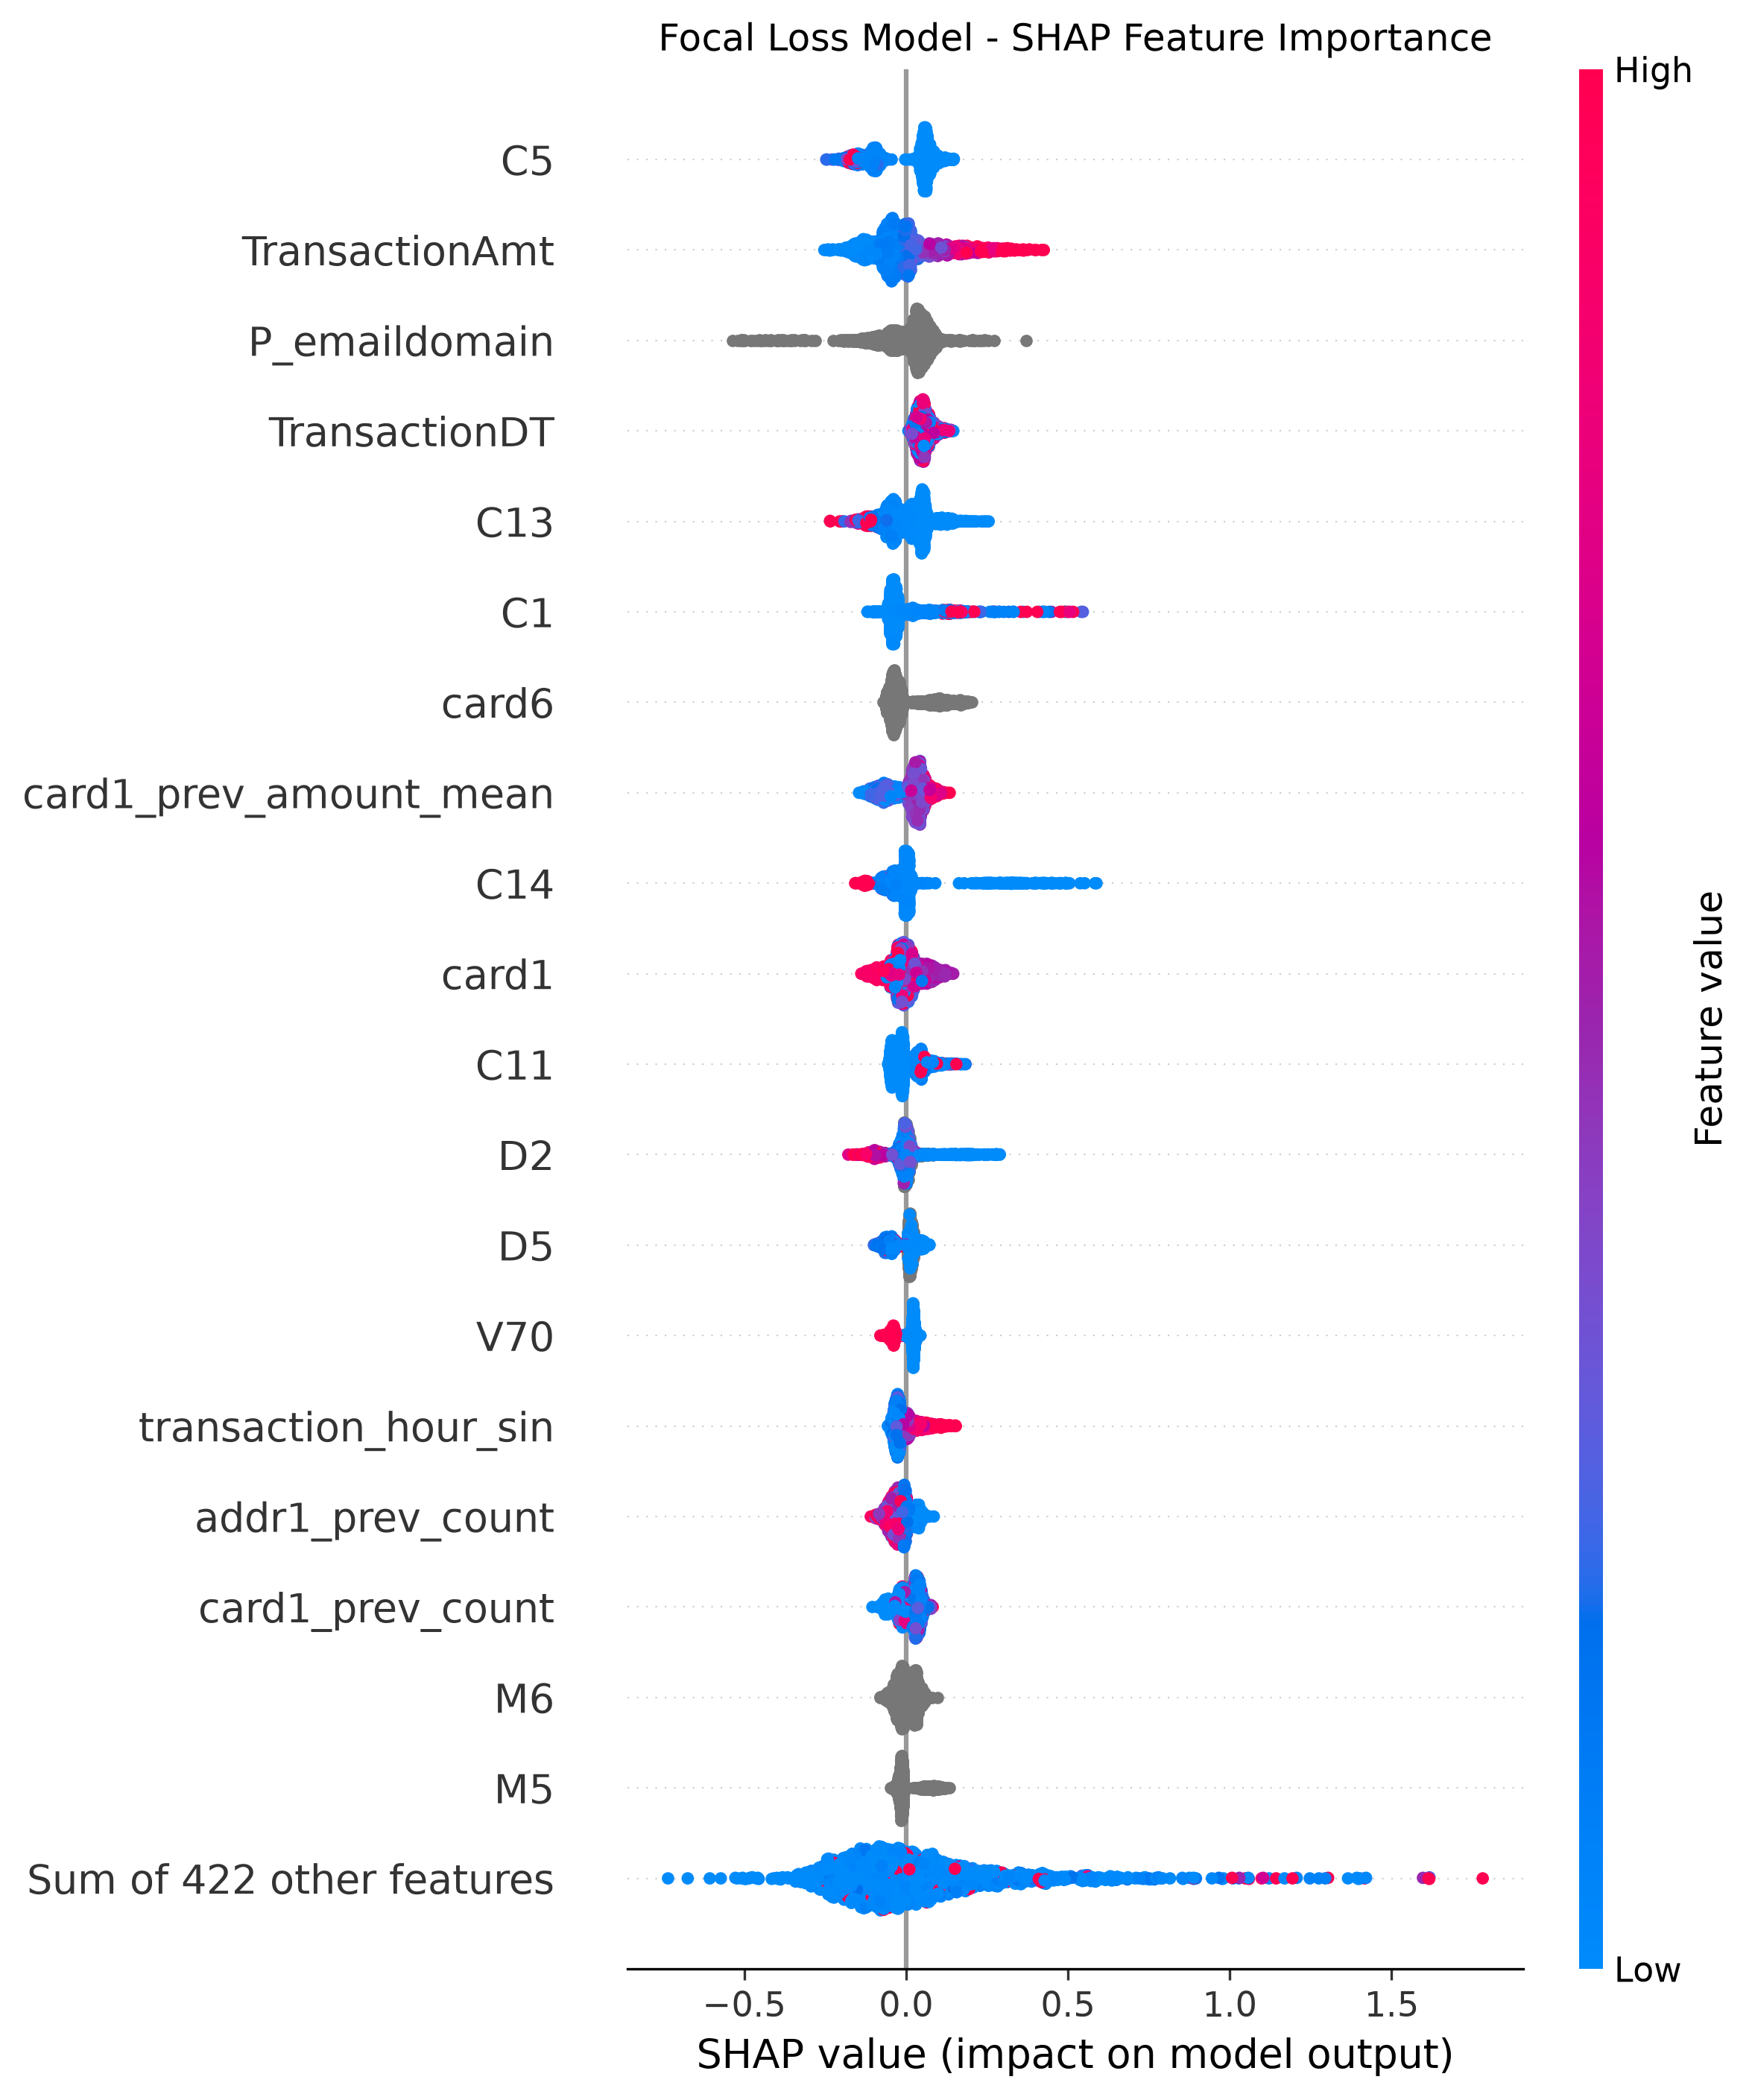 Focal Loss Model - SHAP Feature Importance
High
C5
TransactionAmt
P_emaildomain
TransactionDT
C13
C1
card6
card1_prev_amount_mean
C14
card1
C11
D2
D5
V70
transaction_hour_sin
addr1_prev_count
card1_prev_count
M6
M5
Sum of 422 other features
Feature value
Low
−0.5 0.0 0.5 1.0 1.5
SHAP value (impact on model output)